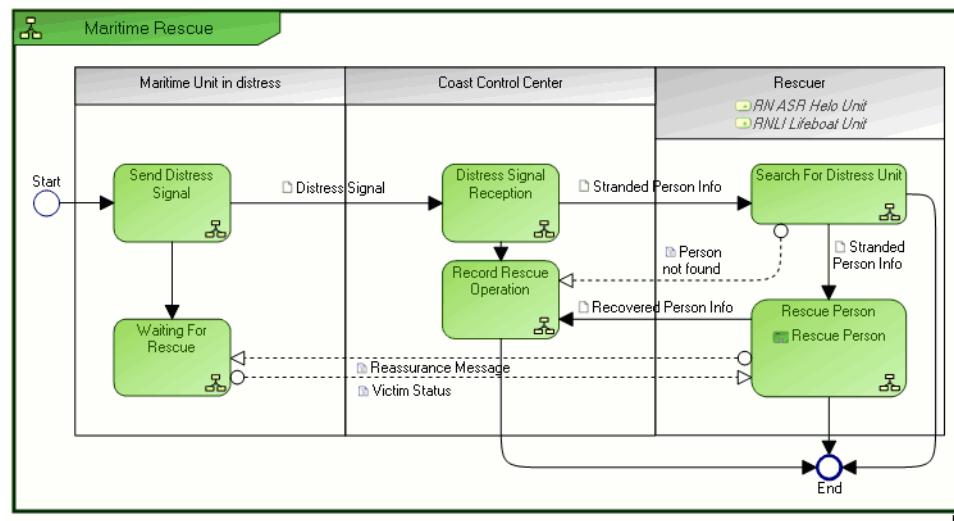 Maritime Rescue
Maritime Unit in distress
Coast Control Center
Rescuer
RN ASR Helo Unit
RNLI Lifeboat Unit
Start
Send Distress
Signal
Distress Signal
Distress Signal
Reception
Stranded Person Info
Search For Distress Unit
Person
not found
Stranded
Person Info
Record Rescue
Operation
Recovered Person Info
Rescue Person
Rescue Person
Waiting For
Rescue
Reassurance Message
Victim Status
End